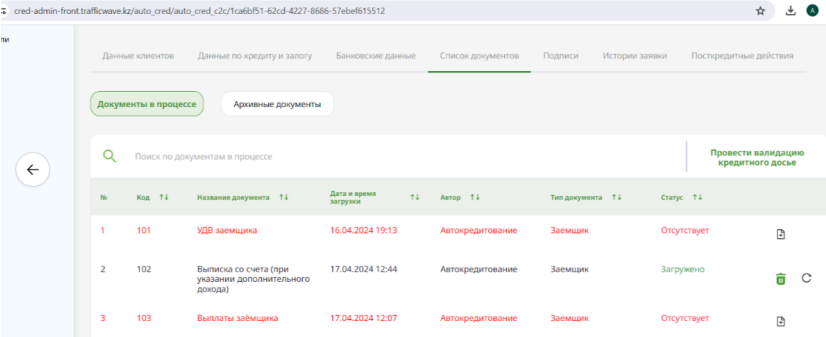 cred-admin-front.trafficwave.kz/auto_cred/auto_cred_c2c/1ca6bf51-62cd-4227-8686-57ebef615512
A
ли
Данные клиентов Данные по кредиту и залогу Банковские данные Список документов Подписи Истории заявки Посткредитные действия
Документы в процессе Архивные документы
Поиск по документам в процессе
Провести валидацию
кредитного досье
№ Код Название документа Дата и время
загрузки Автор Тип документа Статус
1 101 УДВ заемщика 16.04.2024 19:13 Автокредитование Заемщик Отсутствует
2 102 Выписка со счета (при 17.04.2024 12:44 Автокредитование Заемщик Загружено
указании дополнительного
дохода)
3 103 Выплаты заёмщика 17.04.2024 12:07 Автокредитование Заемщик Отсутствует